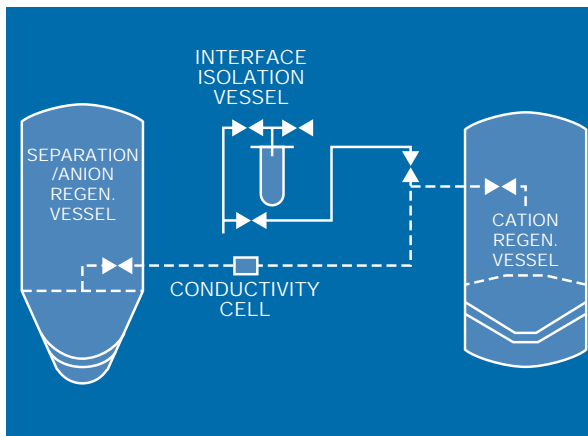 INTERFACE
ISOLATION
VESSEL
SEPARATION
/ANION
REGEN.
VESSEL
CATION
REGEN.
VESSEL
CONDUCTIVITY
CELL